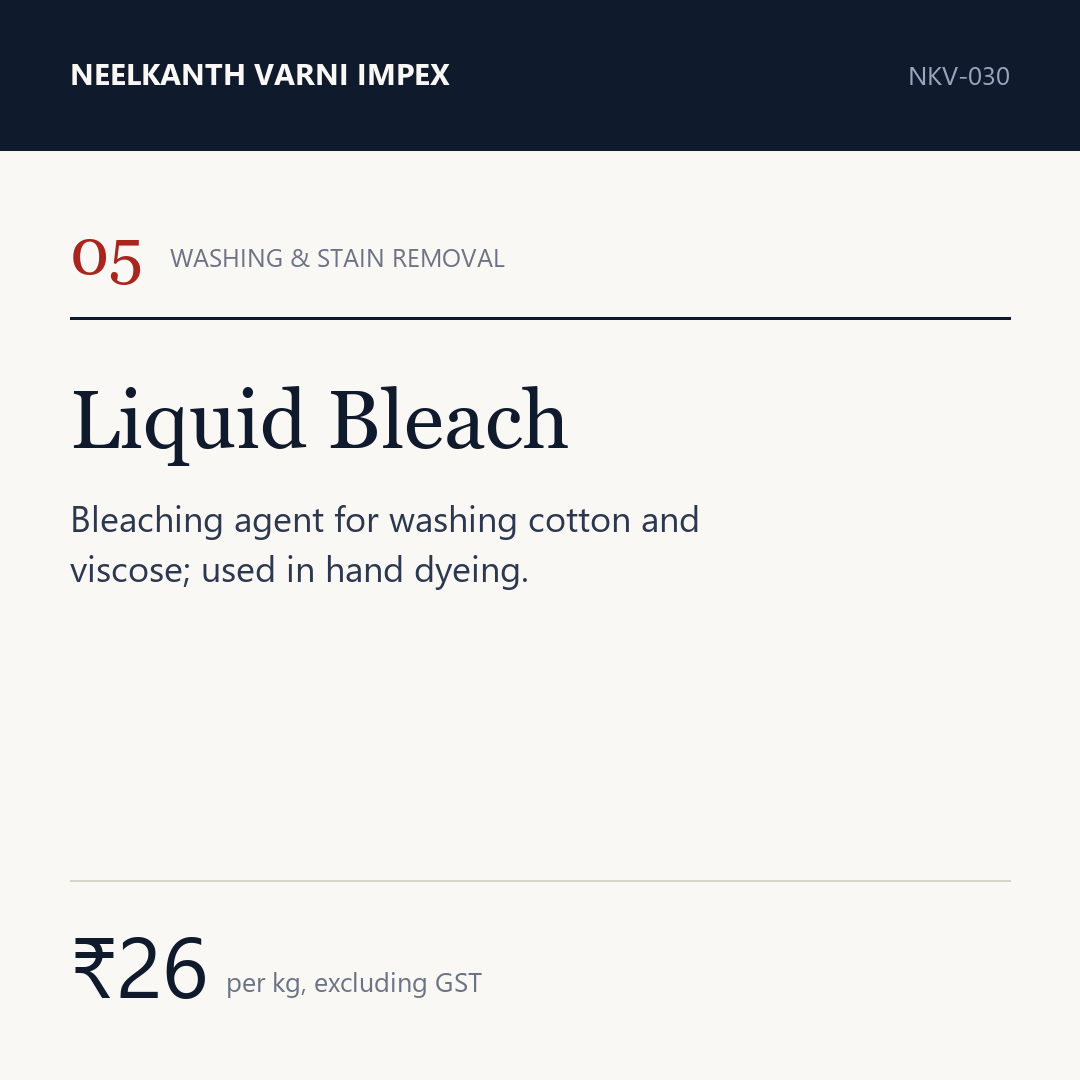 NEELKANTH VARNI IMPEX
NKV-030
05 WASHING & STAIN REMOVAL
Liquid Bleach
Bleaching agent for washing cotton and
viscose; used in hand dyeing.
₹26 per kg, excluding GST